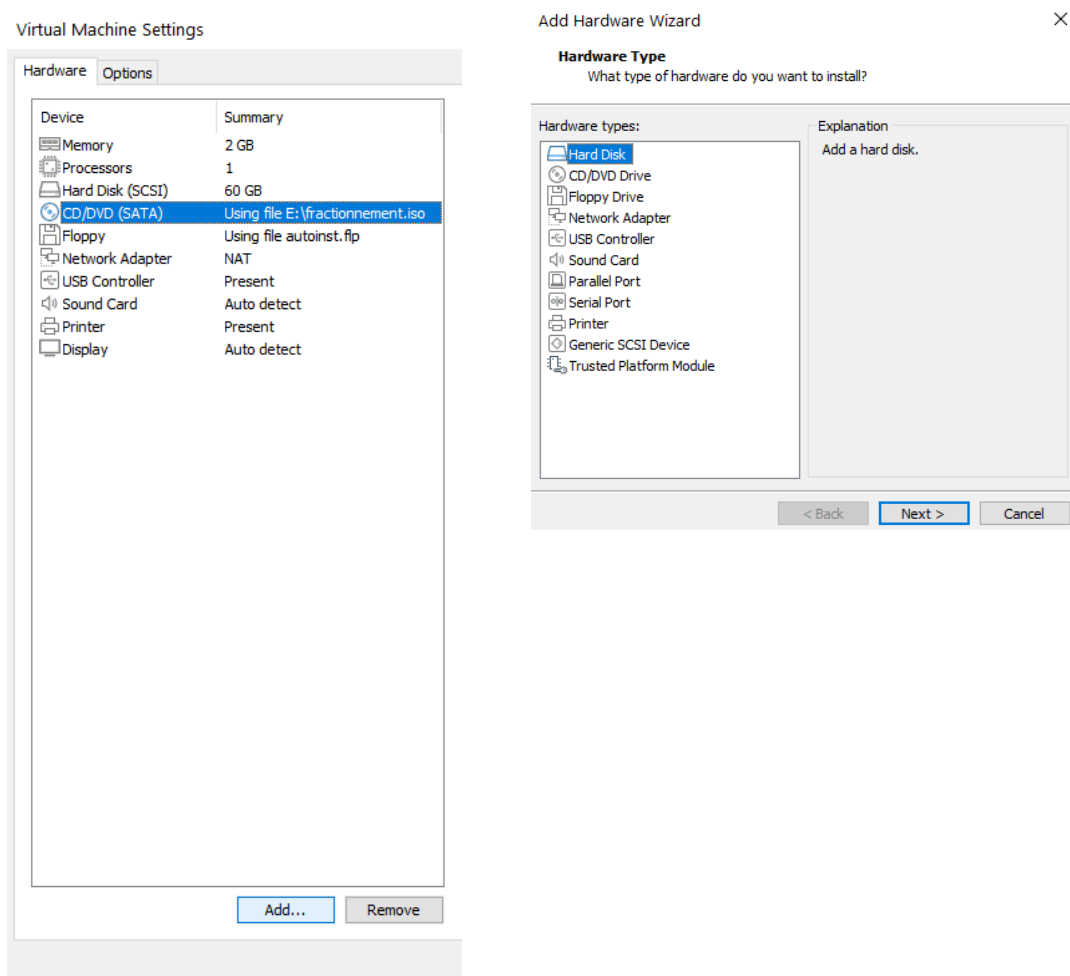 Virtual Machine Settings
Hardware Options
Device Summary
Memory 2 GB
Processors 1
Hard Disk (SCSI) 60 GB
CD/DVD (SATA) Using file E:\fractionnement.iso
Floppy Using file autoinst.flp
Network Adapter NAT
USB Controller Present
Sound Card Auto detect
Printer Present
Display Auto detect
Add... Remove
Add Hardware Wizard
Hardware Type
What type of hardware do you want to install?
Hardware types:
Hard Disk
CD/DVD Drive
Floppy Drive
Network Adapter
USB Controller
Sound Card
Parallel Port
Serial Port
Printer
Generic SCSI Device
Trusted Platform Module
Explanation
Add a hard disk.
< Back Next > Cancel